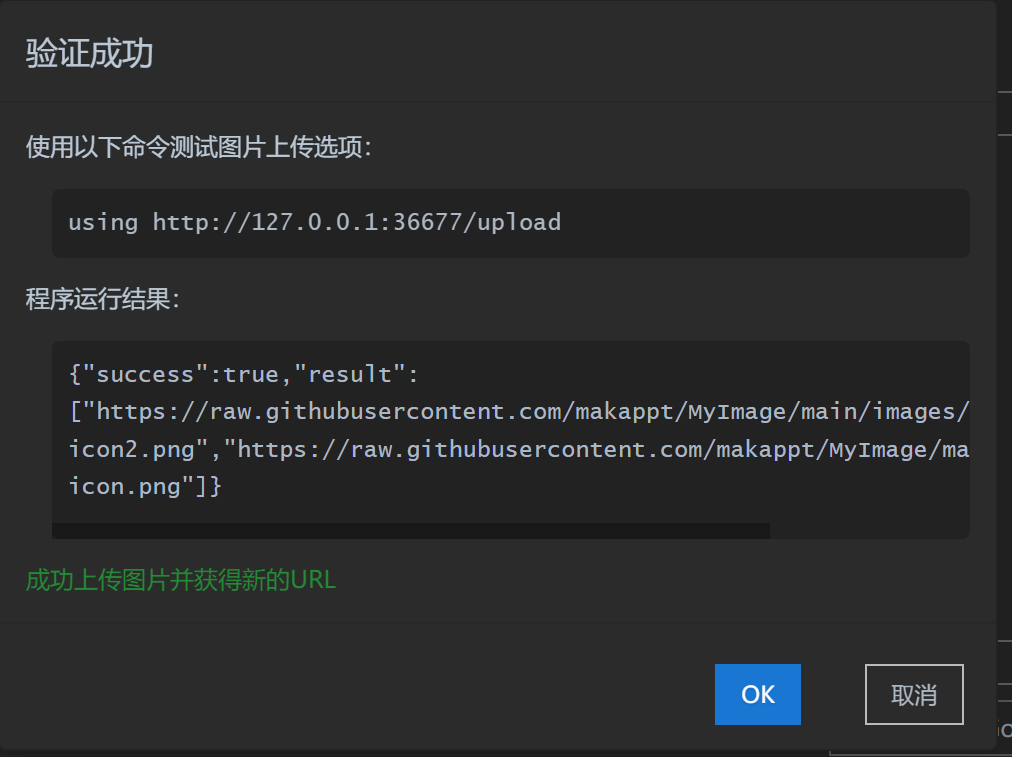 验证成功
使用以下命令测试图片上传选项：
using http://127.0.0.1:36677/upload
程序运行结果：
{"success":true,"result":
["https://raw.githubusercontent.com/makappt/MyImage/main/images/
icon2.png","https://raw.githubusercontent.com/makappt/MyImage/ma
icon.png"]}
成功上传图片并获得新的URL
OK
取消